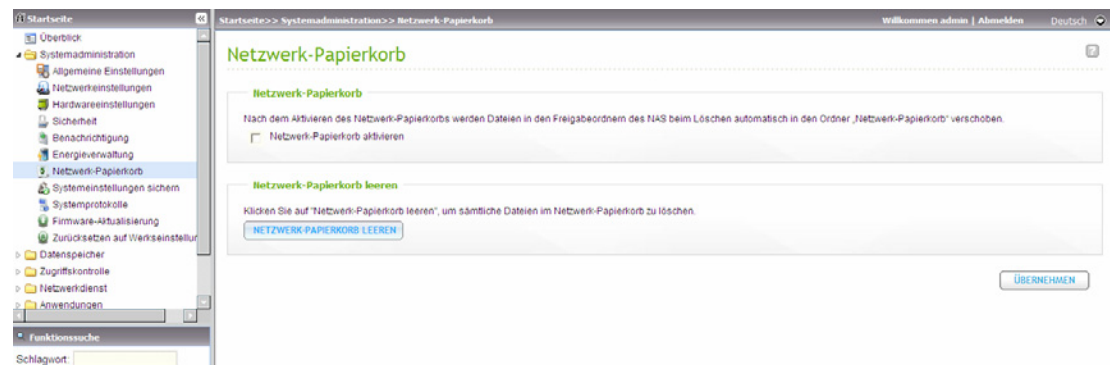 Startseite
Startseite>> Systemadministration>> Netzwerk-Papierkorb
Willkommen admin | Abmelden
Deutsch
Überblick
Systemadministration
Allgemeine Einstellungen
Netzwerkeinstellungen
Hardwareeinstellungen
Sicherheit
Benachrichtigung
Energieverwaltung
Netzwerk-Papierkorb
Systemeinstellungen sichern
Systemprotokolle
Firmware-Aktualisierung
Zurücksetzen auf Werkseinstellur
Datenspeicher
Zugriffskontrolle
Netzwerkdienst
Anwendungen
Funktionssuche
Schlagwort:
Netzwerk-Papierkorb
Netzwerk-Papierkorb
Nach dem Aktivieren des Netzwerk-Papierkorbs werden Dateien in den Freigabeordnern des NAS beim Löschen automatisch in den Ordner „Netzwerk-Papierkorb“ verschoben.
Netzwerk-Papierkorb aktivieren
Netzwerk-Papierkorb leeren
Klicken Sie auf "Netzwerk-Papierkorb leeren", um sämtliche Dateien im Netzwerk-Papierkorb zu löschen.
NETZWERK-PAPIERKORB LEEREN
ÜBERNEHMEN